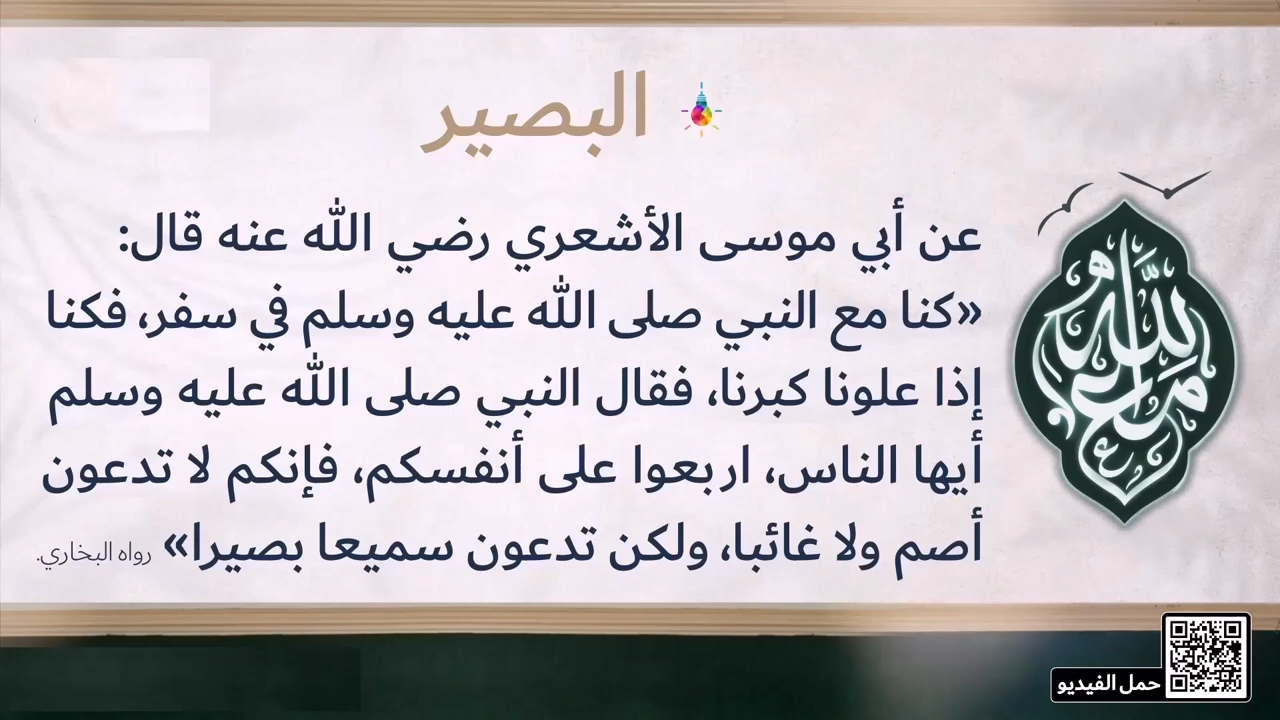 البصير
عن أبي موسى الأشعري رضي الله عنه قال:
«كنا مع النبي صلى الله عليه وسلم في سفر، فكنا
إذا علونا كبرنا، فقال النبي صلى الله عليه وسلم
أيها الناس، اربعوا على أنفسكم، فإنكم لا تدعون
أصم ولا غائبا، ولكن تدعون سميعا بصيرا» رواه البخاري.
حمل الفيديو